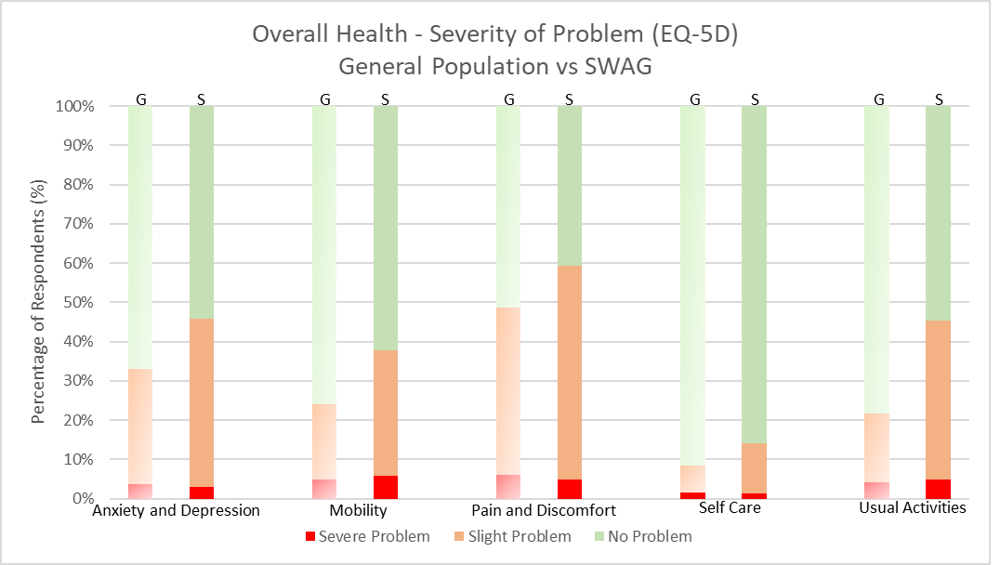 Overall Health - Severity of Problem (EQ-5D)
General Population vs SWAG
G S G S G S G S G S
100%
90%
80%
70%
60%
50%
40%
30%
20%
10%
0%
Percentage of Respondents (%)
Anxiety and Depression Mobility Pain and Discomfort Self Care Usual Activities
Severe Problem Slight Problem No Problem